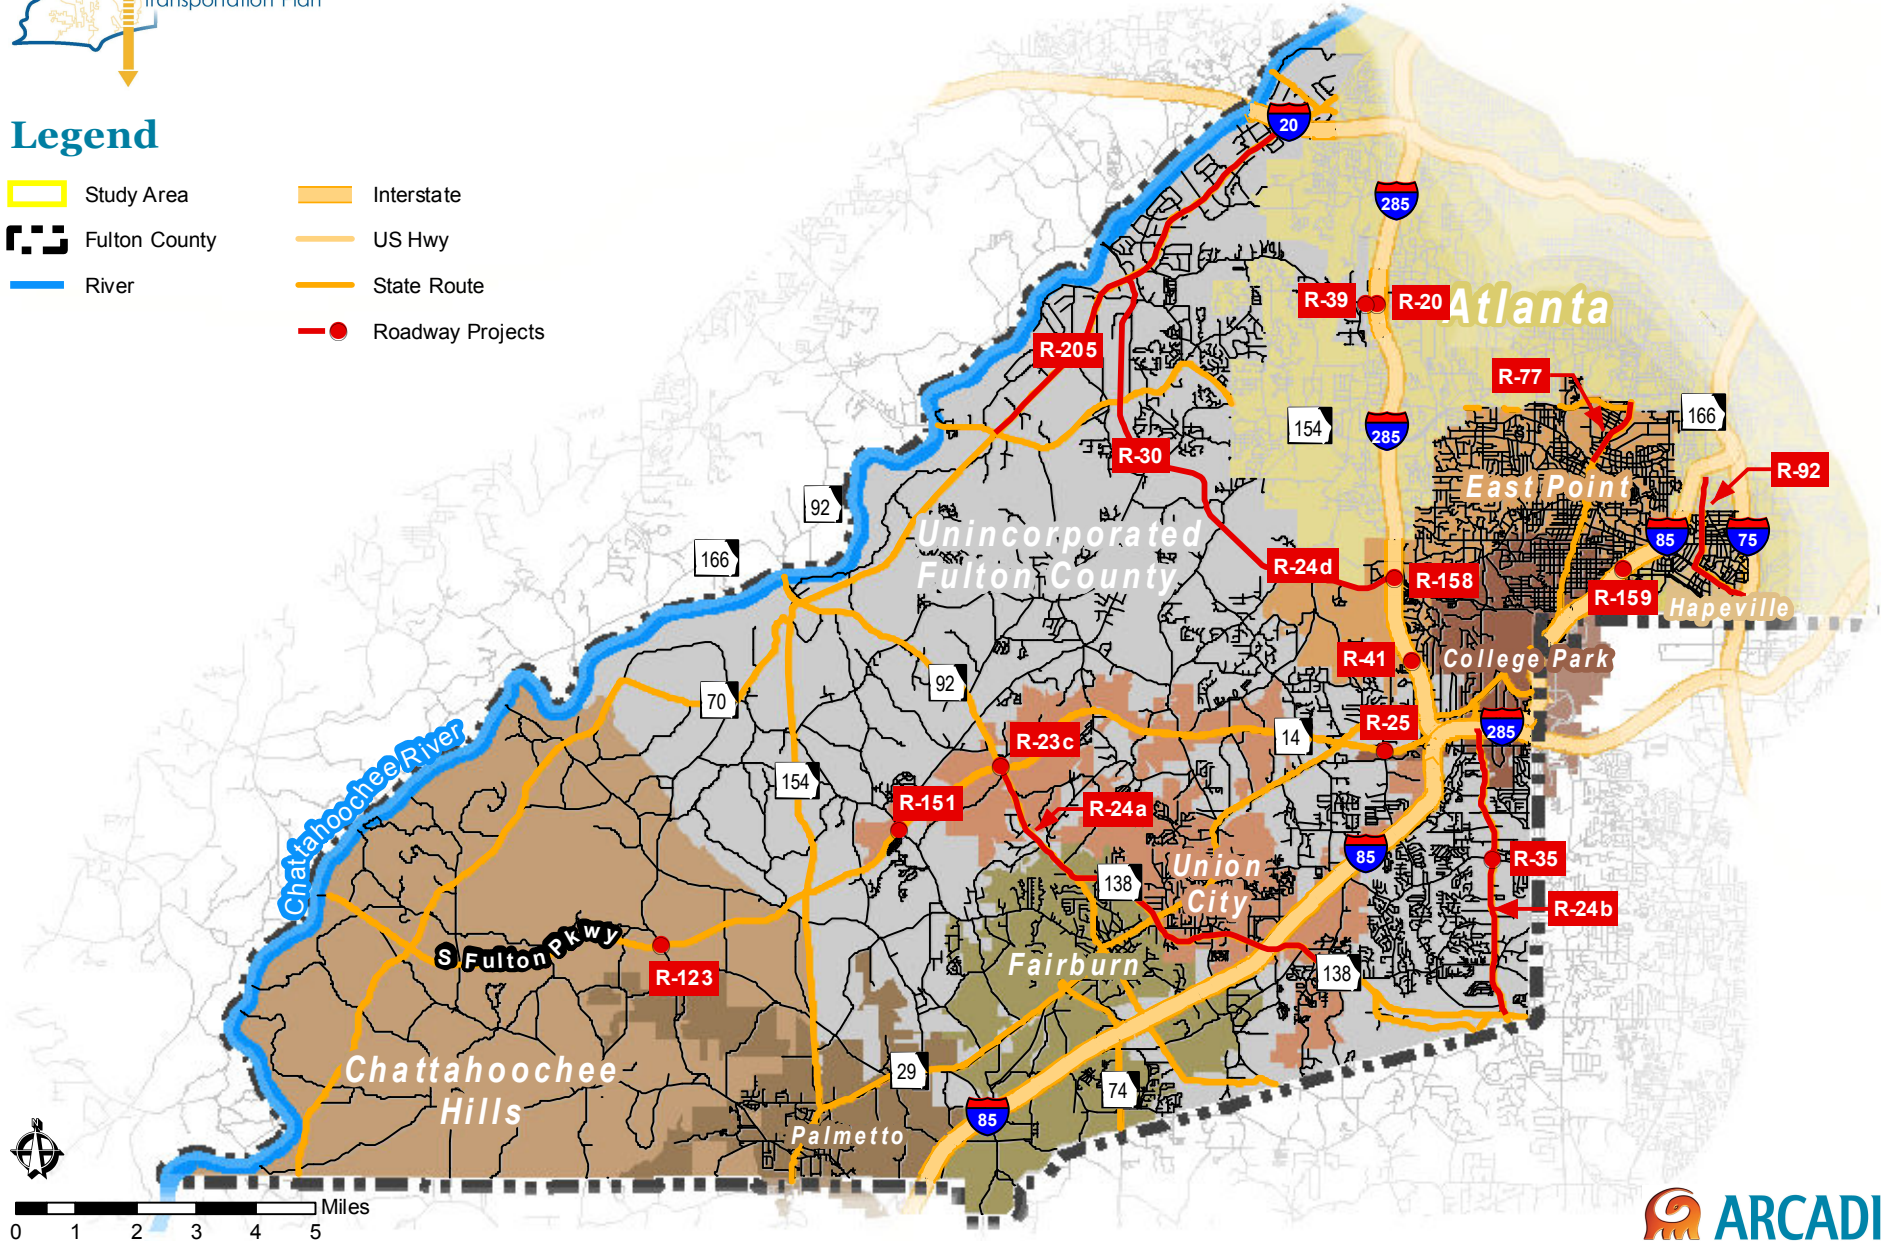 Transportation Plan
Legend
Study Area
Fulton County
River
Interstate
US Hwy
State Route
Roadway Projects
20
285
R-39
R-20
Atlanta
R-205
R-77
166
154
285
R-30
R-92
East Point
92
Unincorporated
Fulton County
85
75
166
R-24d
R-158
R-159
Hapeville
R-41
College Park
92
70
R-25
285
14
R-23c
Chattahoochee River
154
R-151
R-24a
85
R-35
Union
City
138
R-24b
S Fulton Pkwy
Fairburn
138
R-123
Chattahoochee
Hills
29
74
85
Palmetto
Miles
0 1 2 3 4 5
ARCADI